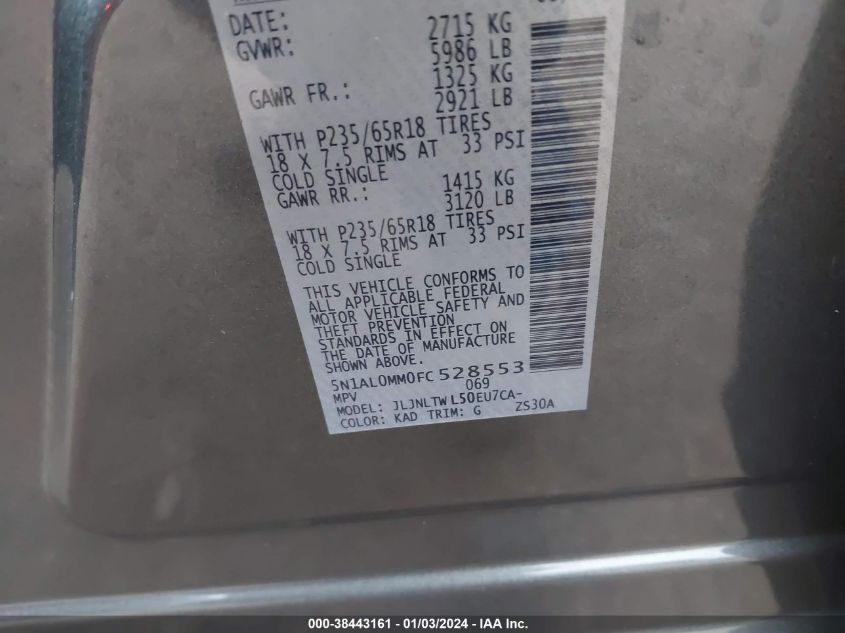 DATE:
2715 KG
GVWR:
5986 LB
1325 KG
GAWR FR.:
2921 LB
WITH P235/65R18 TIRES
18 X 7.5 RIMS AT 33 PSI
COLD SINGLE
1415 KG
GAWR RR.:
3120 LB
WITH P235/65R18 TIRES
18 X 7.5 RIMS AT 33 PSI
COLD SINGLE
THIS VEHICLE CONFORMS TO
ALL APPLICABLE FEDERAL
MOTOR VEHICLE SAFETY AND
THEFT PREVENTION
STANDARDS IN EFFECT ON
THE DATE OF MANUFACTURE
SHOWN ABOVE.
5N1AL0MM0FC528553
MPV 069
MODEL: JLJNLTWL50EU7CA-
COLOR: KAD TRIM: G ZS30A
000-38443161 - 01/03/2024 - IAA Inc.